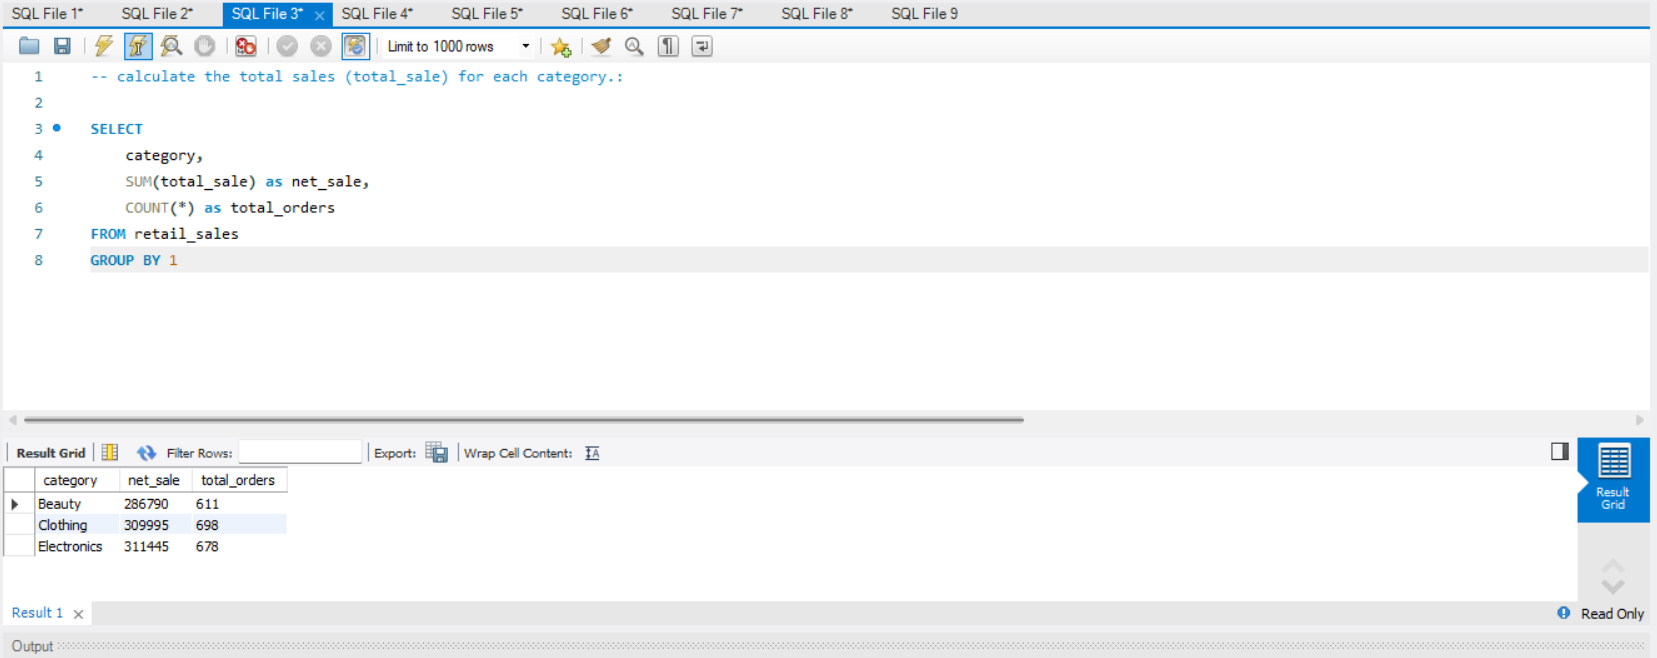 SQL File 1* SQL File 2* SQL File 3* × SQL File 4* SQL File 5* SQL File 6* SQL File 7* SQL File 8* SQL File 9
Limit to 1000 rows
1 -- calculate the total sales (total_sale) for each category.:
2
3 SELECT
4 category,
5 SUM(total_sale) as net_sale,
6 COUNT(*) as total_orders
7 FROM retail_sales
8 GROUP BY 1
Result Grid Filter Rows: Export: Wrap Cell Content:
category net_sale total_orders
Beauty 286790 611
Clothing 309995 698
Electronics 311445 678
Result
Grid
Result 1 × Read Only
Output